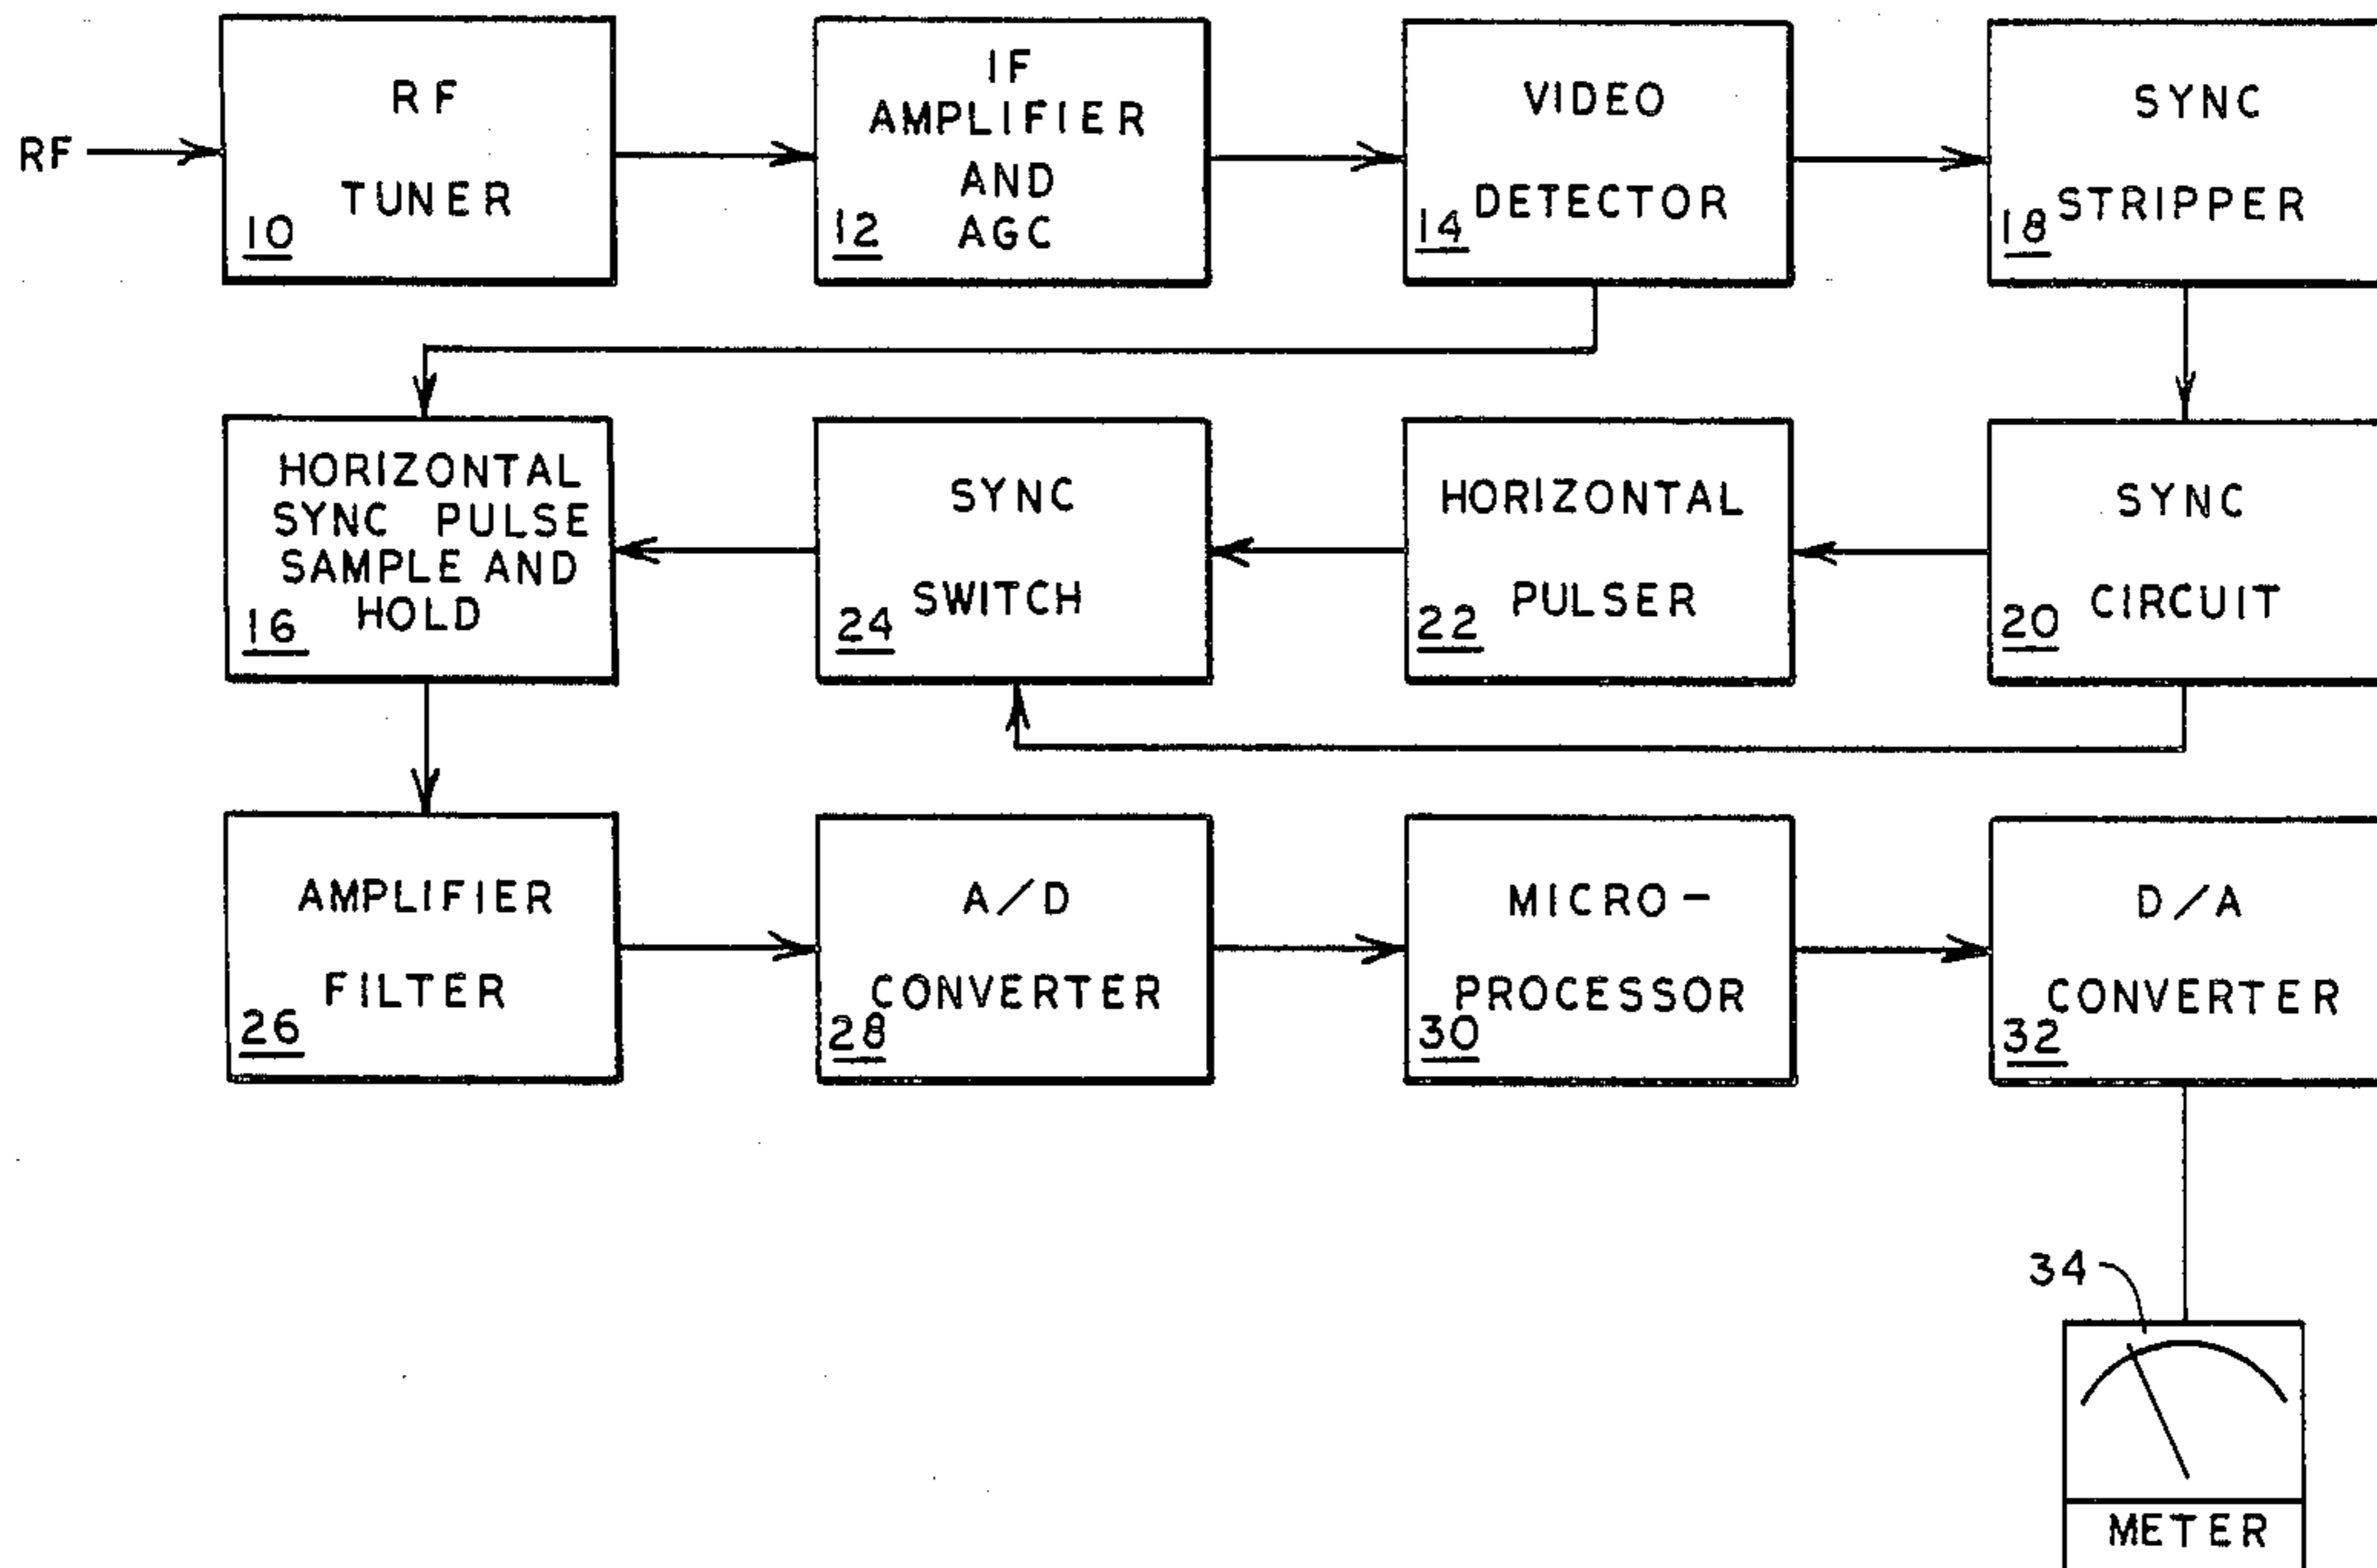 RF
RF
TUNER
10
IF
AMPLIFIER
AND
AGC
12
VIDEO
DETECTOR
14
SYNC
STRIPPER
18
HORIZONTAL
SYNC PULSE
SAMPLE AND
HOLD
16
SYNC
SWITCH
24
HORIZONTAL
PULSER
22
SYNC
CIRCUIT
20
AMPLIFIER
FILTER
26
A/D
CONVERTER
28
MICRO-
PROCESSOR
30
D/A
CONVERTER
32
34
METER